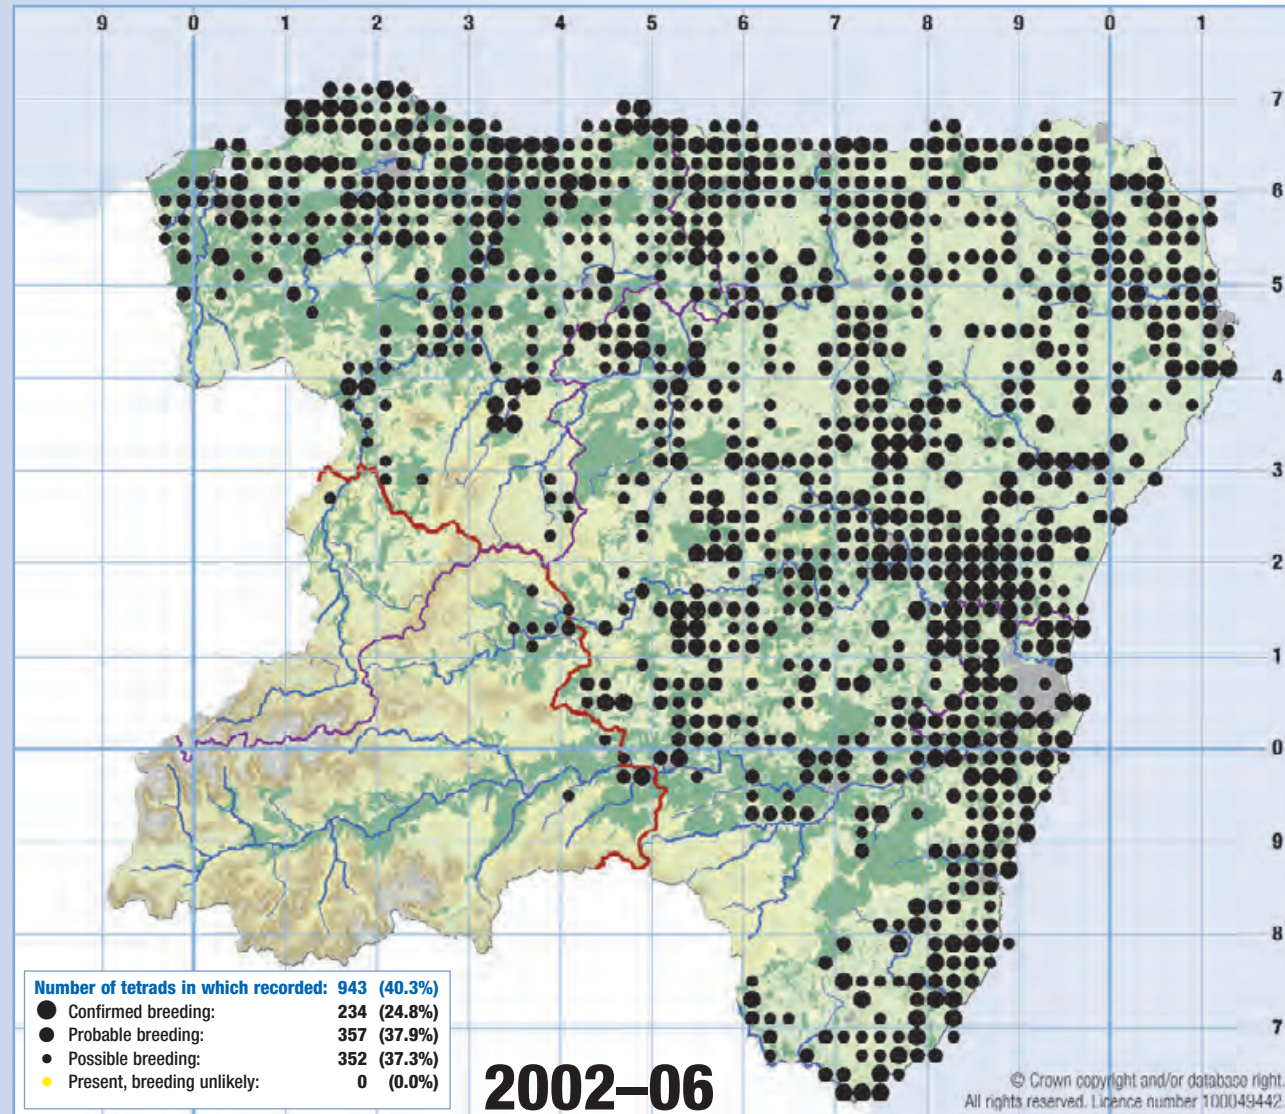 9 0 1 2 3 4 5 6 7 8 9 0 1
7
6
5
4
3
2
1
0
9
8
7
Number of tetrads in which recorded: 943 (40.3%)
Confirmed breeding: 234 (24.8%)
Probable breeding: 357 (37.9%)
Possible breeding: 352 (37.3%)
Present, breeding unlikely: 0 (0.0%)
2002–06
© Crown copyright and/or database right.
All rights reserved. Licence number 100049442